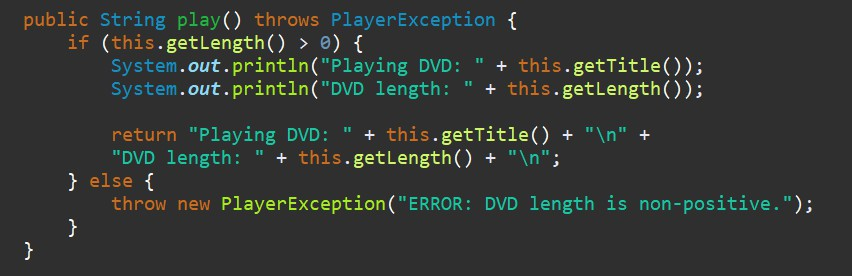 public String play() throws PlayerException {
    if (this.getLength() > 0) {
        System.out.println("Playing DVD: " + this.getTitle());
        System.out.println("DVD length: " + this.getLength());

        return "Playing DVD: " + this.getTitle() + "\n" +
        "DVD length: " + this.getLength() + "\n";
    } else {
        throw new PlayerException("ERROR: DVD length is non-positive.");
    }
}